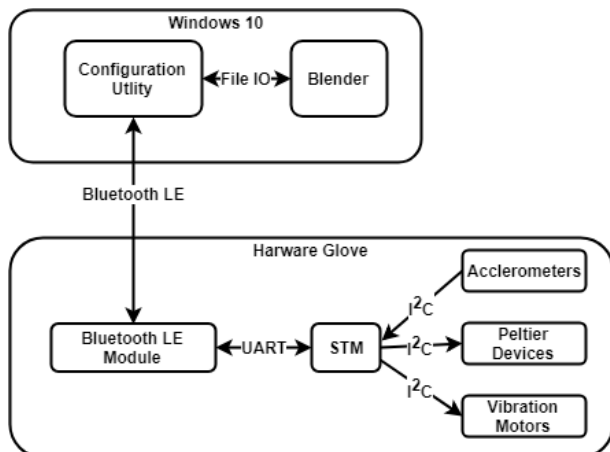 Windows 10
Configuration
Utlity
File IO
Blender
Bluetooth LE
Harware Glove
Acclerometers
I²C
Bluetooth LE
Module
UART
STM
I²C
Peltier
Devices
I²C
Vibration
Motors